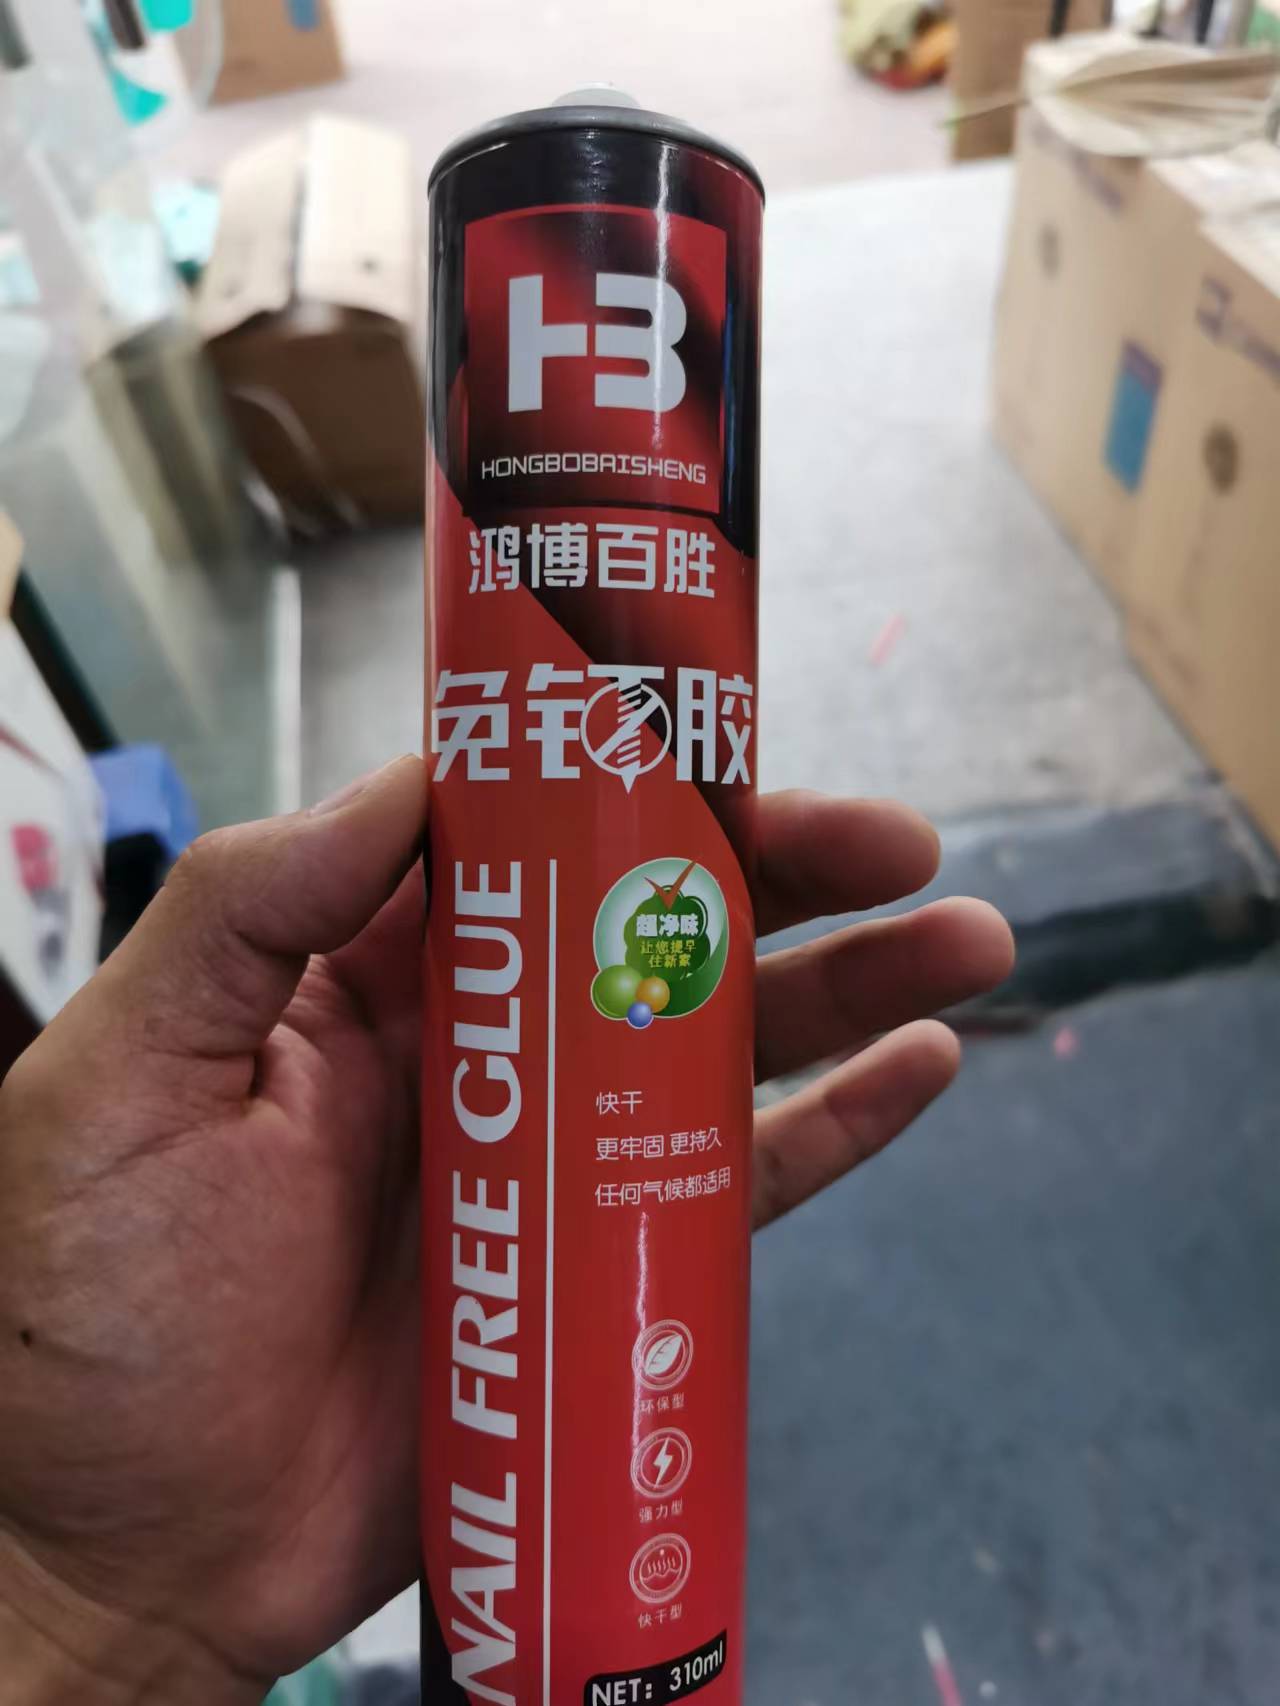 HB
HONGBOBAISHENG
鸿博百胜
免钉胶
NAIL FREE GLUE
超净味
让您提早
住新家
快干
更牢固 更持久
任何气候都适用
环保型
强力型
快干型
NET: 310ml